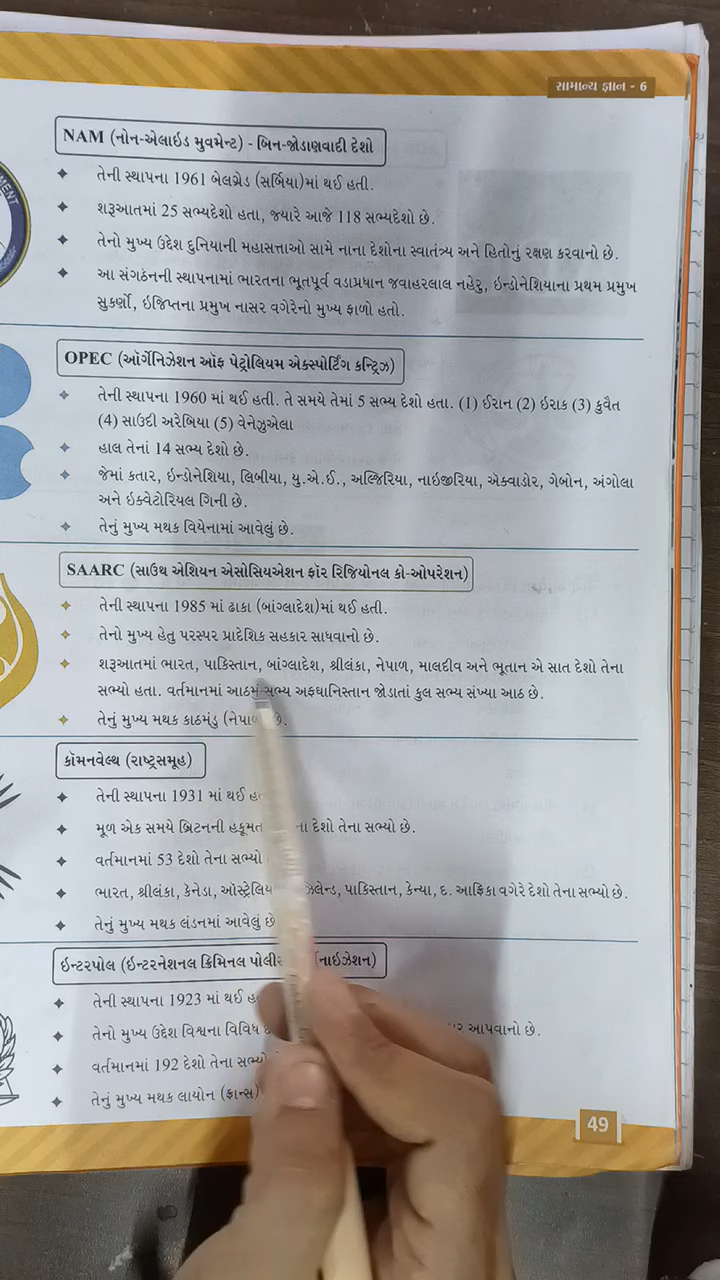 સામાન્ય જ્ઞાન - 6
MENT
NAM (નોન-એલાઇડ મુવમેન્ટ) - બિન-જોડાણવાદી દેશો
✦ તેની સ્થાપના 1961 બેલગ્રેડ (સર્બિયા)માં થઈ હતી.
✦ શરૂઆતમાં 25 સભ્યદેશો હતા, જ્યારે આજે 118 સભ્યદેશો છે.
✦ તેનો મુખ્ય ઉદ્દેશ દુનિયાની મહાસત્તાઓ સામે નાના દેશોના સ્વાતંત્ર્ય અને હિતોનું રક્ષણ કરવાનો છે.
✦ આ સંગઠનની સ્થાપનામાં ભારતના ભૂતપૂર્વ વડાપ્રધાન જવાહરલાલ નહેરુ, ઇન્ડોનેશિયાના પ્રથમ પ્રમુખ
સુકર્ણો, ઇજિપ્તના પ્રમુખ નાસર વગેરેનો મુખ્ય ફાળો હતો.
OPEC (ઑર્ગેનિઝેશન ઑફ પેટ્રોલિયમ એક્સપોર્ટિંગ કન્ટ્રિઝ)
✦ તેની સ્થાપના 1960 માં થઈ હતી. તે સમયે તેમાં 5 સભ્ય દેશો હતા. (1) ઈરાન (2) ઇરાક (3) કુવૈત
(4) સાઉદી અરેબિયા (5) વેનેઝુએલા
✦ હાલ તેનાં 14 સભ્ય દેશો છે.
✦ જેમાં કતાર, ઇન્ડોનેશિયા, લિબીયા, યુ.એ.ઈ., અલ્જિરિયા, નાઇજીરિયા, ઍક્વાડોર, ગેબોન, અંગોલા
અને ઇક્વેટોરિયલ ગિની છે.
✦ તેનું મુખ્ય મથક વિયેનામાં આવેલું છે.
SAARC (સાઉથ એશિયન એસોસિયએશન ફૉર રિજિયોનલ કો-ઓપરેશન)
✦ તેની સ્થાપના 1985 માં ઢાકા (બાંગ્લાદેશ)માં થઈ હતી.
✦ તેનો મુખ્ય હેતુ પરસ્પર પ્રાદેશિક સહકાર સાધવાનો છે.
✦ શરૂઆતમાં ભારત, પાકિસ્તાન, બાંગ્લાદેશ, શ્રીલંકા, નેપાળ, માલદીવ અને ભૂતાન એ સાત દેશો તેના
સભ્યો હતા. વર્તમાનમાં આઠમં સભ્ય અફઘાનિસ્તાન જોડાતાં કુલ સભ્ય સંખ્યા આઠ છે.
✦ તેનું મુખ્ય મથક કાઠમંડુ (નેપા છે.
કૉમનવેલ્થ (રાષ્ટ્રસમૂહ)
✦ તેની સ્થાપના 1931 માં થઈ
✦ મૂળ એક સમયે બ્રિટનની હકૂમત ના દેશો તેના સભ્યો છે.
✦ વર્તમાનમાં 53 દેશો તેના સભ્યો
✦ ભારત, શ્રીલંકા, કેનેડા, ઑસ્ટ્રેલિય ઝિલેન્ડ, પાકિસ્તાન, કેન્યા, દ. આફ્રિકા વગેરે દેશો તેના સભ્યો છે.
✦ તેનું મુખ્ય મથક લંડનમાં આવેલું છે
ઇન્ટરપોલ (ઇન્ટરનેશનલ ક્રિમિનલ પોલી નાઇઝેશન)
✦ તેની સ્થાપના 1923 માં થઈ
✦ તેનો મુખ્ય ઉદ્દેશ વિશ્વના વિવિધ આપવાનો છે.
✦ વર્તમાનમાં 192 દેશો તેના સભ્યો
✦ તેનું મુખ્ય મથક લાયોન (ફ્રાન્સ)
49